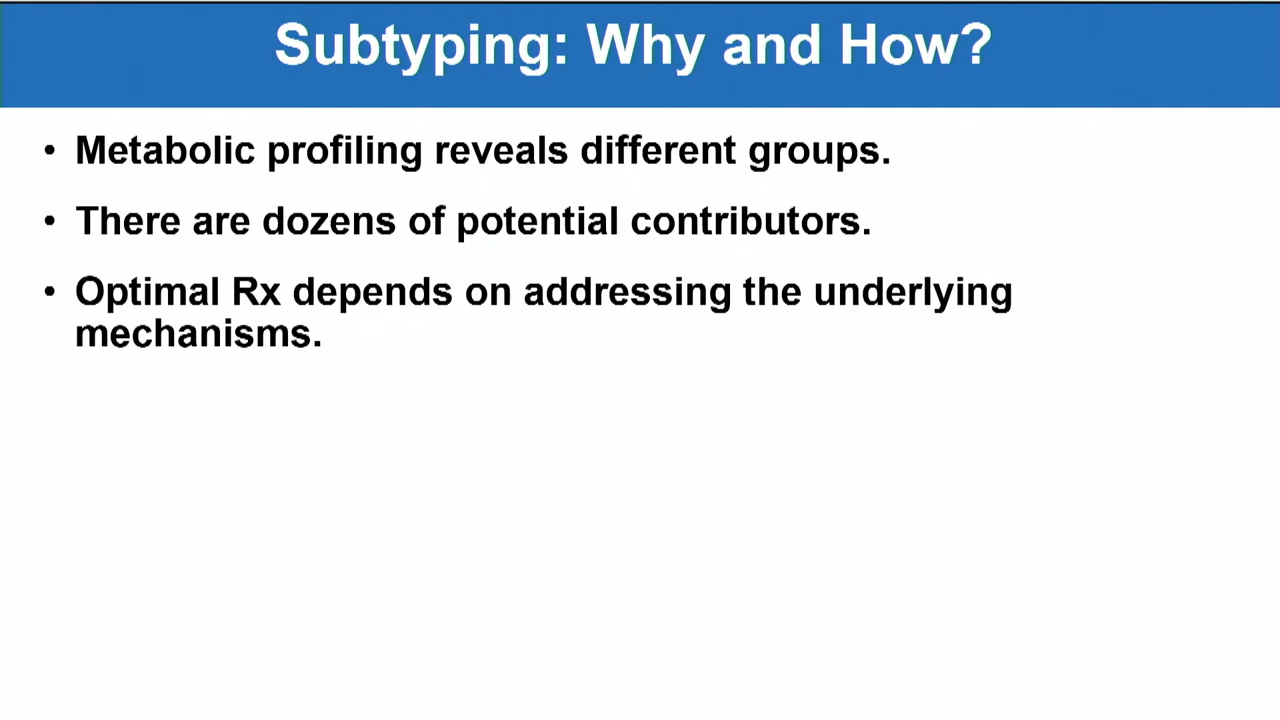 Subtyping: Why and How?
• Metabolic profiling reveals different groups.
• There are dozens of potential contributors.
• Optimal Rx depends on addressing the underlying
mechanisms.